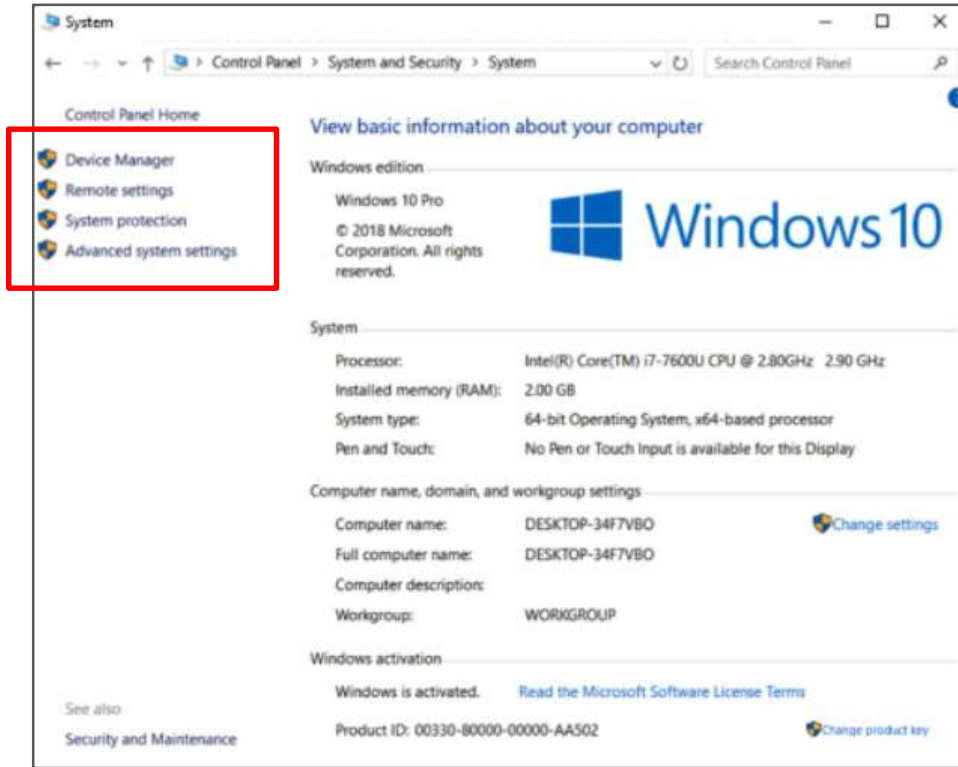 System
Control Panel > System and Security > System
Search Control Panel
Control Panel Home
Device Manager
Remote settings
System protection
Advanced system settings
See also
Security and Maintenance
View basic information about your computer
Windows edition
Windows 10 Pro
© 2018 Microsoft
Corporation. All rights
reserved.
Windows 10
System
Processor: Intel(R) Core(TM) i7-7600U CPU @ 2.80GHz 2.90 GHz
Installed memory (RAM): 2.00 GB
System type: 64-bit Operating System, x64-based processor
Pen and Touch: No Pen or Touch Input is available for this Display
Computer name, domain, and workgroup settings
Computer name: DESKTOP-34F7VBO
Change settings
Full computer name: DESKTOP-34F7VBO
Computer description:
Workgroup: WORKGROUP
Windows activation
Windows is activated. Read the Microsoft Software License Terms
Product ID: 00330-80000-00000-AA502
Change product key